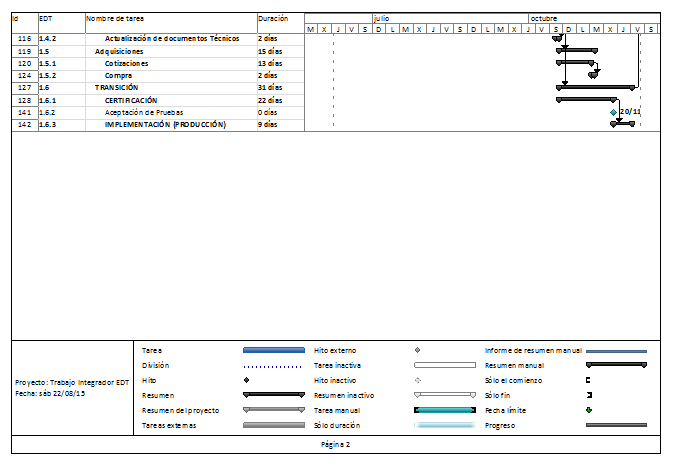 Id EDT Nombre de tarea Duración julio octubre
M X J V S D L M X J V S D L M X J V S D L M X J V S
116 1.4.2 Actualización de documentos Técnicos 2 días
119 1.5 Adquisiciones 15 días
120 1.5.1 Cotizaciones 13 días
124 1.5.2 Compra 2 días
127 1.6 TRANSICIÓN 31 días
128 1.6.1 CERTIFICACIÓN 22 días
141 1.6.2 Aceptación de Pruebas 0 días 20/11
142 1.6.3 IMPLEMENTACIÓN (PRODUCCIÓN) 9 días
Proyecto: Trabajo Integrador EDT
Fecha: sáb 22/08/15
Tarea Hito externo Informe de resumen manual
División Tarea inactiva Resumen manual
Hito Hito inactivo Sólo el comienzo
Resumen Resumen inactivo Sólo fin
Resumen del proyecto Tarea manual Fecha límite
Tareas externas Sólo duración Progreso
Página 2